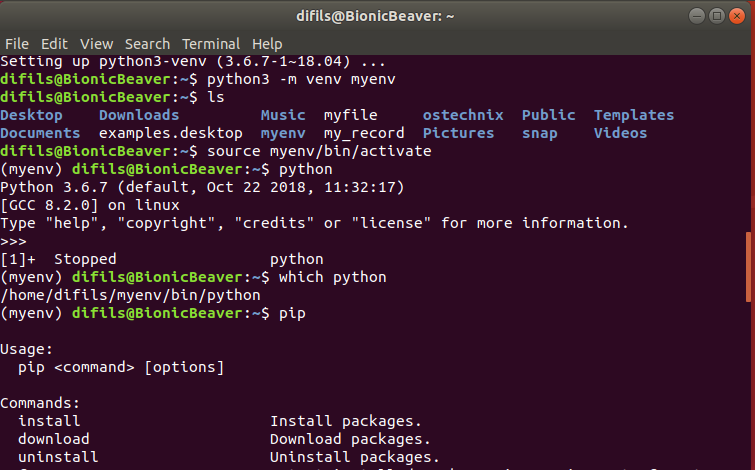 difils@BionicBeaver: ~
File Edit View Search Terminal Help
Setting up python3-venv (3.6.7-1~18.04) ...
difils@BionicBeaver:~$ python3 -m venv myenv
difils@BionicBeaver:~$ ls
Desktop Downloads Music myfile ostechnix Public Templates
Documents examples.desktop myenv my_record Pictures snap Videos
difils@BionicBeaver:~$ source myenv/bin/activate
(myenv) difils@BionicBeaver:~$ python
Python 3.6.7 (default, Oct 22 2018, 11:32:17)
[GCC 8.2.0] on linux
Type "help", "copyright", "credits" or "license" for more information.
>>>
[1]+ Stopped python
(myenv) difils@BionicBeaver:~$ which python
/home/difils/myenv/bin/python
(myenv) difils@BionicBeaver:~$ pip
Usage:
pip <command> [options]
Commands:
install Install packages.
download Download packages.
uninstall Uninstall packages.